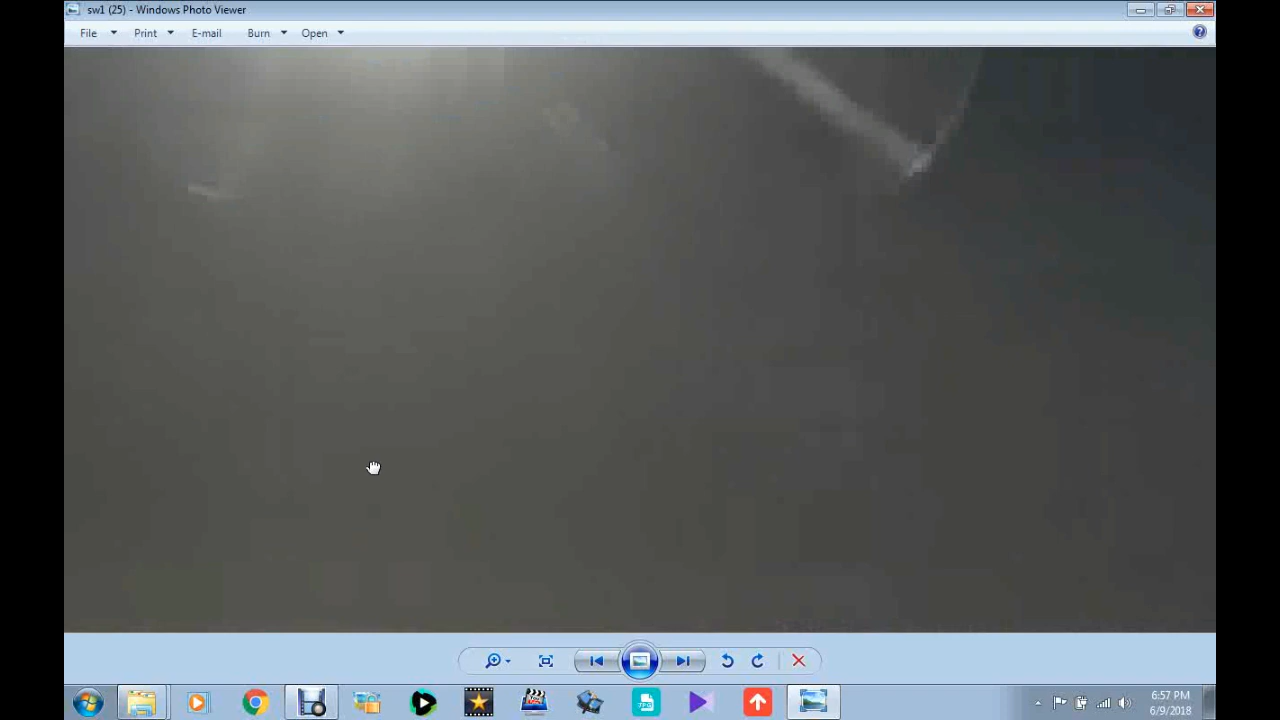 sw1 (25) - Windows Photo Viewer
File Print E-mail Burn Open
6:57 PM
6/9/2018